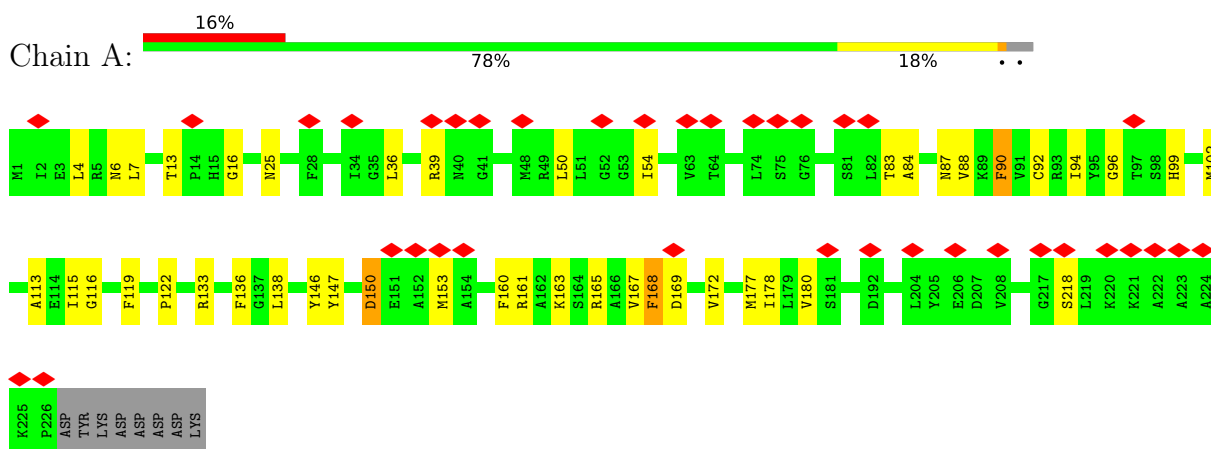 16%
Chain A:
78% 18% • •
M1 I2 E3 L4 R5 N6 L7 T13 P14 H15 G16 N25 F28 I34 G35 L36 R39 N40 G41 M48 R49 L50 L51 G52 G53 I54 V63 T64 L74 S75 G76 S81 L82 T83 A84 N87 V88 K89 F90 V91 C92 R93 I94 Y95 G96 T97 S98 H99 M102
A113 E114 I115 G116 F119 P122 R133 F136 G137 L138 Y146 Y147 D150 E151 A152 M153 A154 F160 R161 A162 K163 S164 R165 A166 V167 F168 D169 V172 M177 I178 L179 V180 S181 D192 L204 Y205 E206 D207 V208 G217 S218 L219 K220 K221 A222 A223 A224
K225 P226 ASP TYR LYS ASP ASP ASP ASP LYS